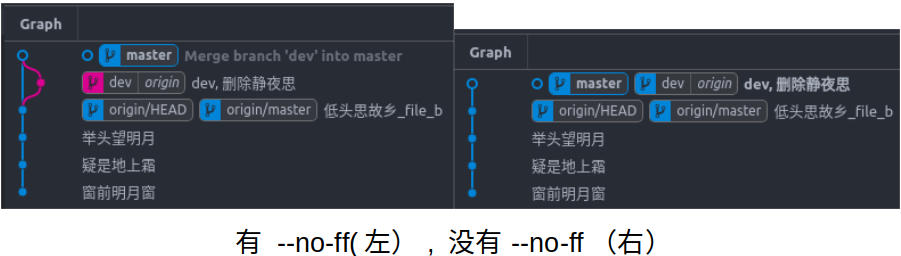 Graph
master Merge branch 'dev' into master
dev origin dev, 删除静夜思
origin/HEAD origin/master 低头思故乡_file_b
举头望明月
疑是地上霜
窗前明月窗
Graph
master dev origin dev, 删除静夜思
origin/HEAD origin/master 低头思故乡_file_b
举头望明月
疑是地上霜
窗前明月窗
有 --no-ff( 左） , 没有 --no-ff （右）